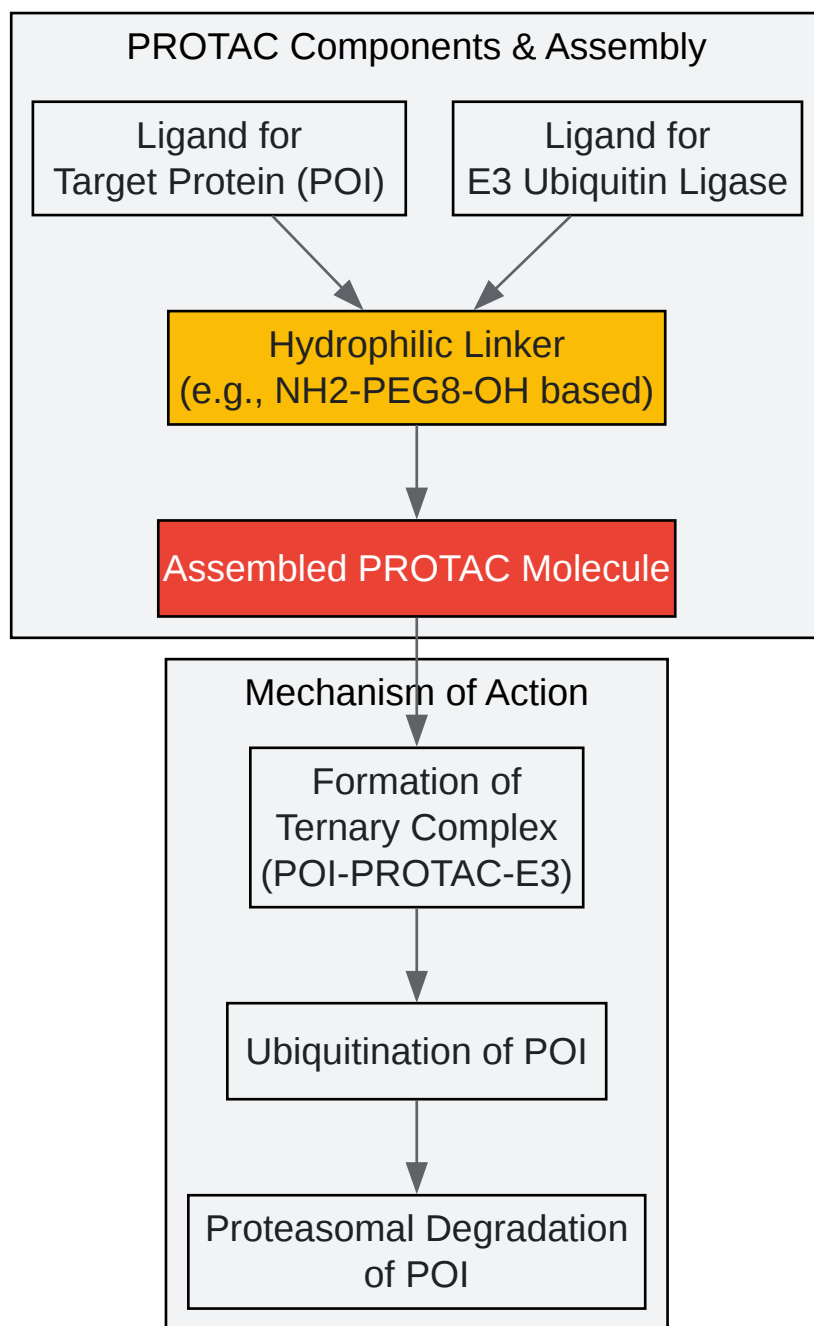 PROTAC Components & Assembly
Ligand for
Target Protein (POI)
Ligand for
E3 Ubiquitin Ligase
Hydrophilic Linker
(e.g., NH2-PEG8-OH based)
Assembled PROTAC Molecule
Mechanism of Action
Formation of
Ternary Complex
(POI-PROTAC-E3)
Ubiquitination of POI
Proteasomal Degradation
of POI